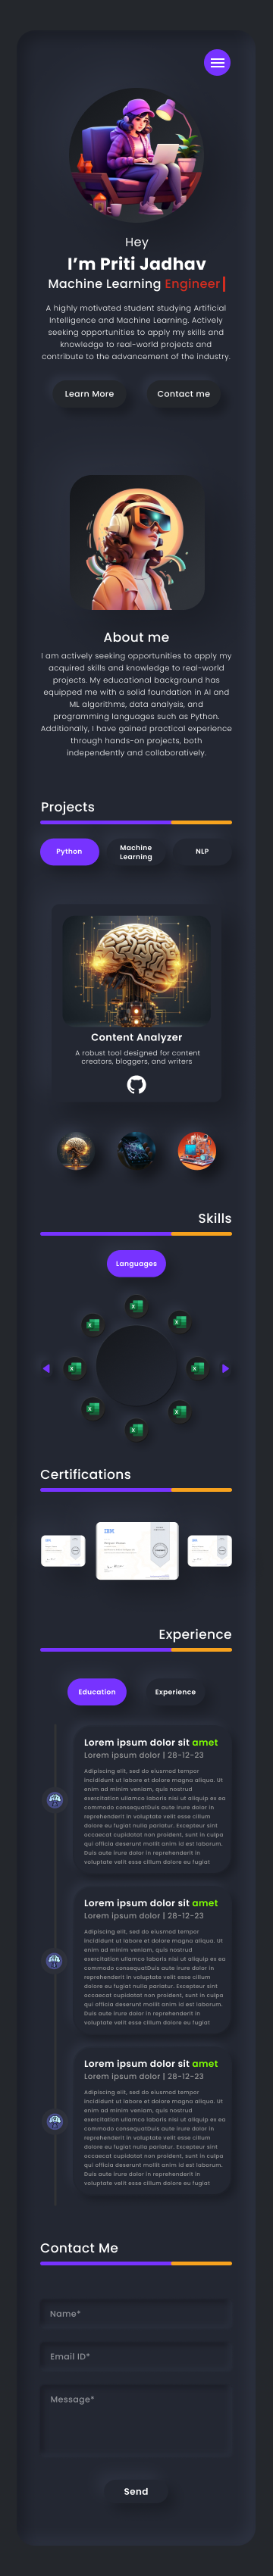 Hey
I'm Priti Jadhav
Machine Learning Engineer
A highly motivated student studying Artificial
Intelligence and Machine Learning. Actively
seeking opportunities to apply my skills and
knowledge to real-world projects and
contribute to the advancement of the industry.
Learn More
Contact me
About me
I am actively seeking opportunities to apply my
acquired skills and knowledge to real-world
projects. My educational background has
equipped me with a solid foundation in AI and
ML algorithms, data analysis, and
programming languages such as Python.
Additionally, I have gained practical experience
through hands-on projects, both
independently and collaboratively.
Projects
Python
Machine
Learning
NLP
Content Analyzer
A robust tool designed for content
creators, bloggers, and writers
Skills
Languages
Certifications
IBM
Experience
Education
Experience
Lorem ipsum dolor sit amet
Lorem ipsum dolor | 28-12-23
Adipiscing elit, sed do eiusmod tempor
incididunt ut labore et dolore magna aliqua. Ut
enim ad minim veniam, quis nostrud
exercitation ullamco laboris nisi ut aliquip ex ea
commodo consequatDuis aute irure dolor in
reprehenderit in voluptate velit esse cillum
dolore eu fugiat nulla pariatur. Excepteur sint
occaecat cupidatat non proident, sunt in culpa
qui officia deserunt mollit anim id est laborum.
Duis aute irure dolor in reprehenderit in
voluptate velit esse cillum dolore eu fugiat
Lorem ipsum dolor sit amet
Lorem ipsum dolor | 28-12-23
Adipiscing elit, sed do eiusmod tempor
incididunt ut labore et dolore magna aliqua. Ut
enim ad minim veniam, quis nostrud
exercitation ullamco laboris nisi ut aliquip ex ea
commodo consequatDuis aute irure dolor in
reprehenderit in voluptate velit esse cillum
dolore eu fugiat nulla pariatur. Excepteur sint
occaecat cupidatat non proident, sunt in culpa
qui officia deserunt mollit anim id est laborum.
Duis aute irure dolor in reprehenderit in
voluptate velit esse cillum dolore eu fugiat
Lorem ipsum dolor sit amet
Lorem ipsum dolor | 28-12-23
Adipiscing elit, sed do eiusmod tempor
incididunt ut labore et dolore magna aliqua. Ut
enim ad minim veniam, quis nostrud
exercitation ullamco laboris nisi ut aliquip ex ea
commodo consequatDuis aute irure dolor in
reprehenderit in voluptate velit esse cillum
dolore eu fugiat nulla pariatur. Excepteur sint
occaecat cupidatat non proident, sunt in culpa
qui officia deserunt mollit anim id est laborum.
Duis aute irure dolor in reprehenderit in
voluptate velit esse cillum dolore eu fugiat
Contact Me
Name*
Email ID*
Message*
Send